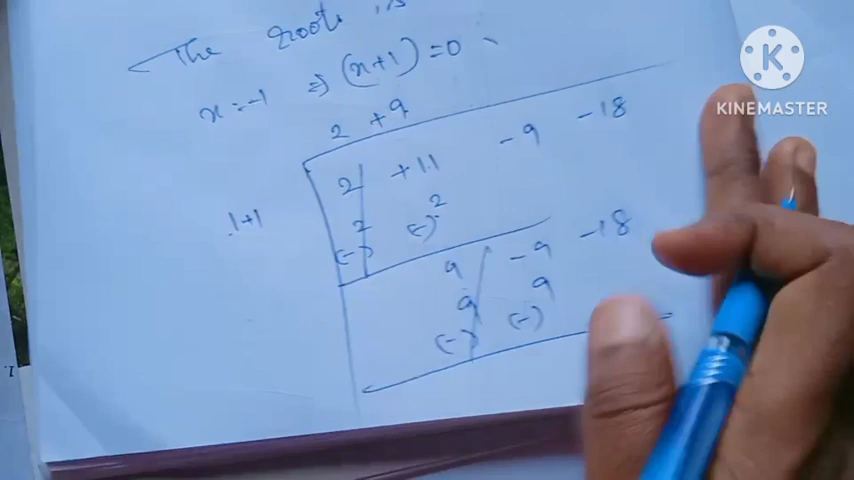 The roots is
x = -1 ⇒ (x+1) = 0
2 +9
2 +11 -9 -18
1+1
2 2
(-) (-)
9 -9 -18
9 9
(-) (-)
KINEMASTER